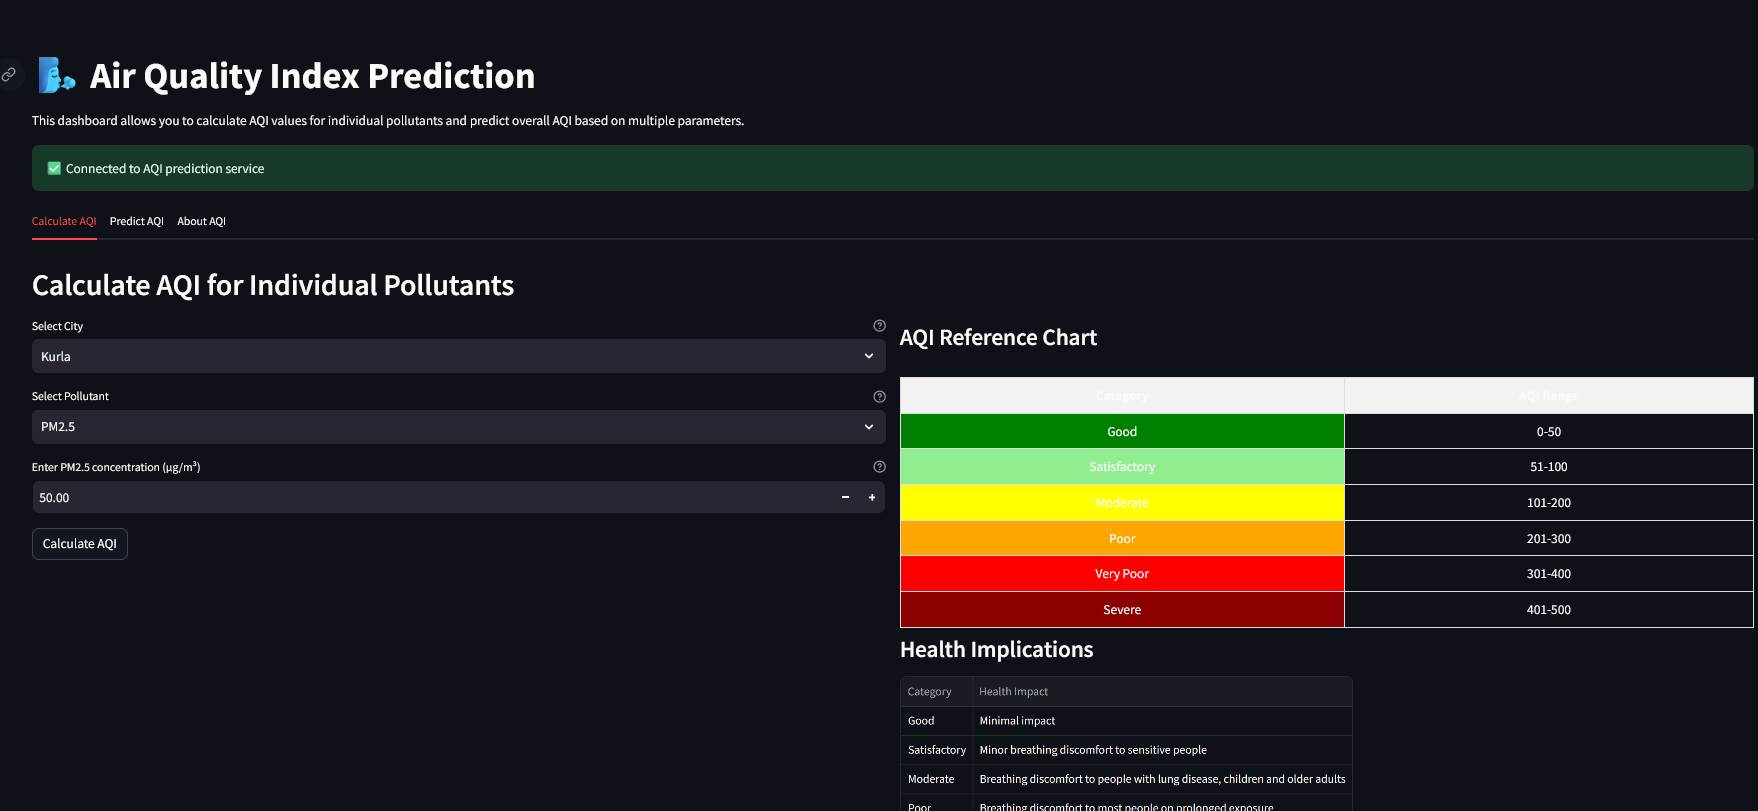 Air Quality Index Prediction
This dashboard allows you to calculate AQI values for individual pollutants and predict overall AQI based on multiple parameters.
Connected to AQI prediction service
Calculate AQI Predict AQI About AQI
Calculate AQI for Individual Pollutants
Select City
Kurla
Select Pollutant
PM2.5
Enter PM2.5 concentration (μg/m³)
50.00
Calculate AQI
AQI Reference Chart
Category AQI Range
Good 0-50
Satisfactory 51-100
Moderate 101-200
Poor 201-300
Very Poor 301-400
Severe 401-500
Health Implications
Category Health Impact
Good Minimal impact
Satisfactory Minor breathing discomfort to sensitive people
Moderate Breathing discomfort to people with lung disease, children and older adults
Poor Breathing discomfort to most people on prolonged exposure